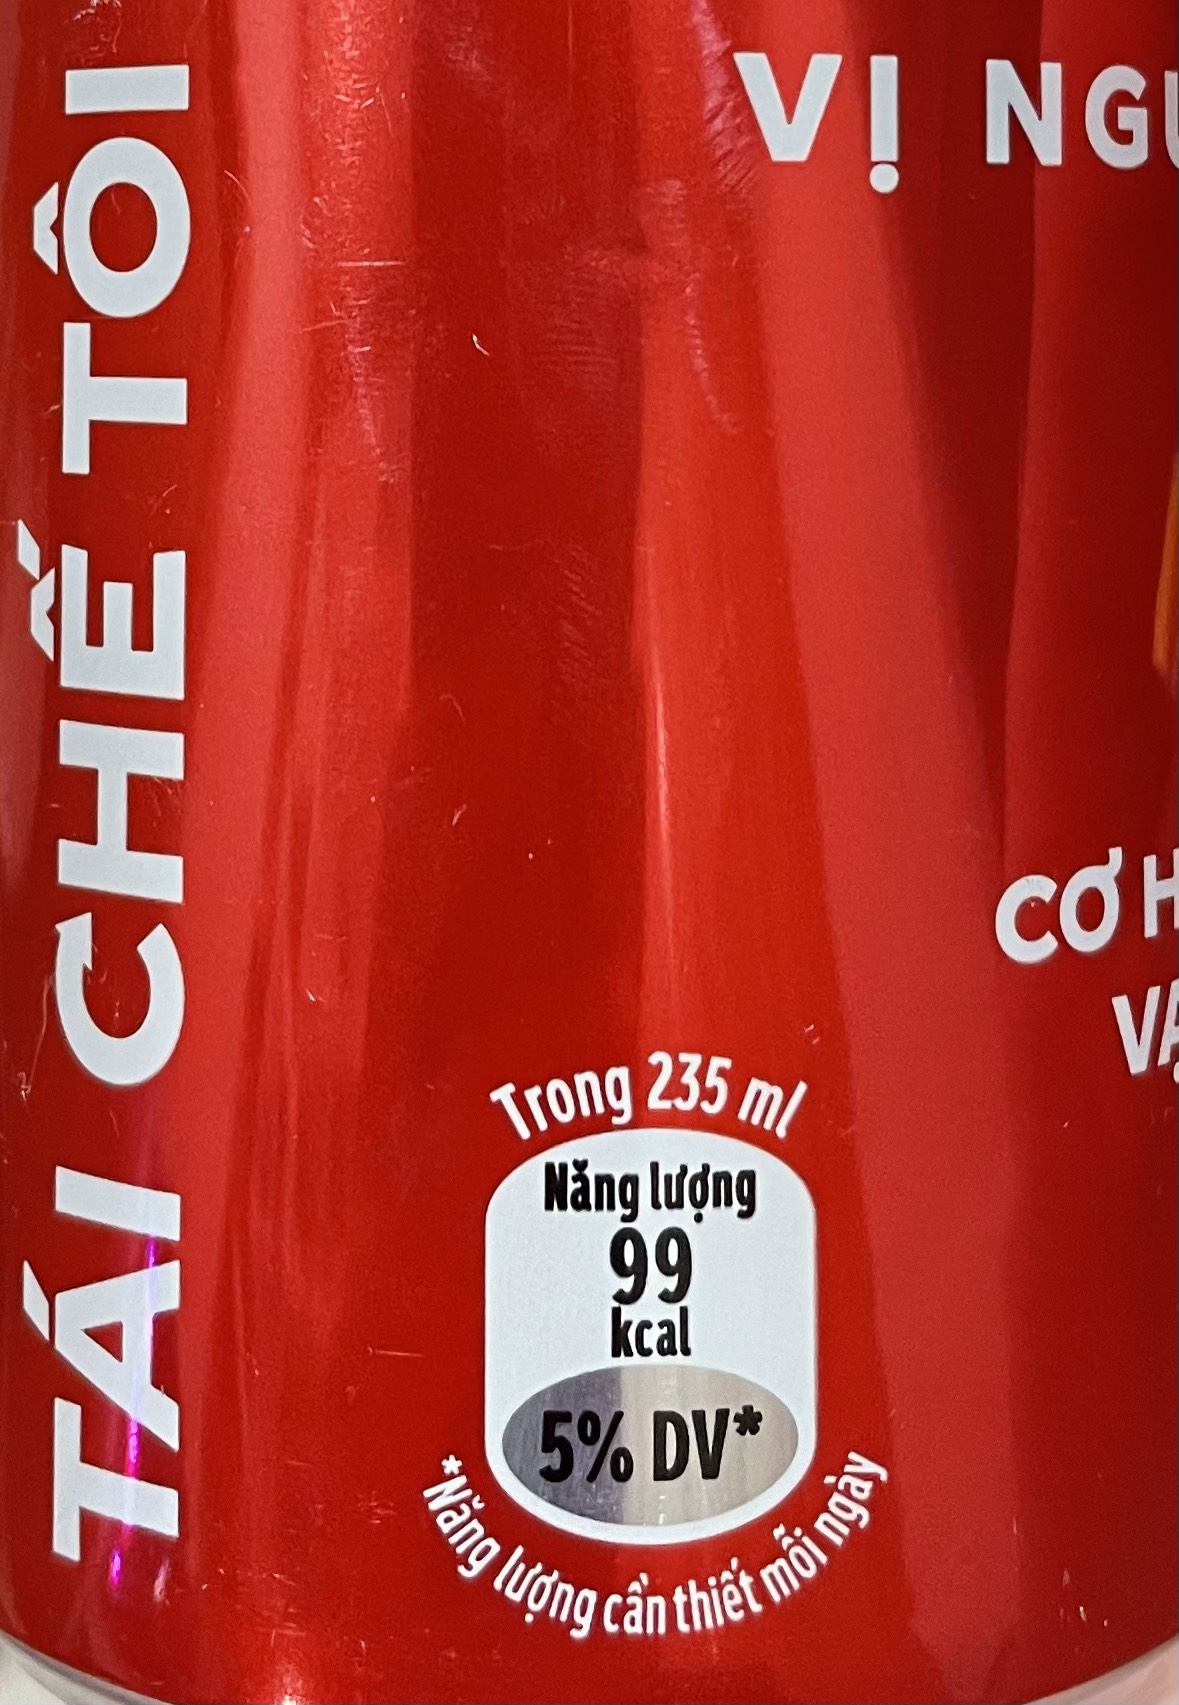 TÁI CHẾ TÔI
VỊ NGU
CƠ H
VẠ
Trong 235 ml
Năng lượng
99
kcal
5% DV*
*Năng lượng cần thiết mỗi ngày